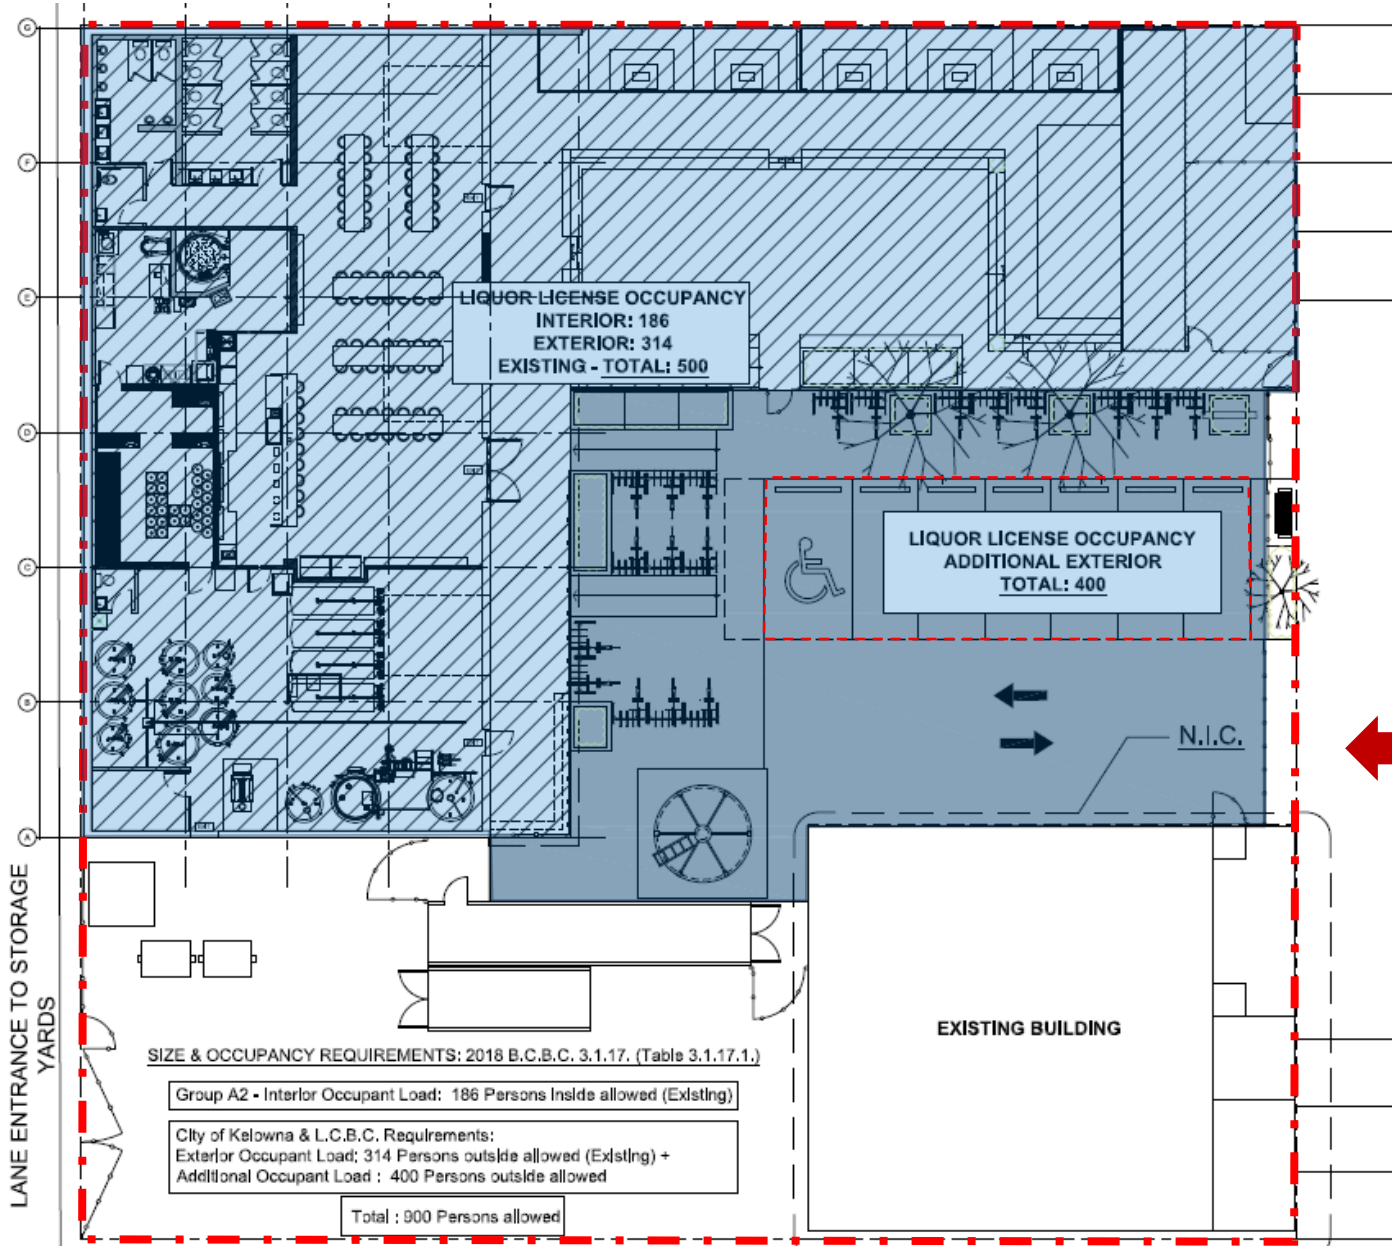 G
F
E
D
C
B
A
LIQUOR LICENSE OCCUPANCY
INTERIOR: 186
EXTERIOR: 314
EXISTING - TOTAL: 500
LIQUOR LICENSE OCCUPANCY
ADDITIONAL EXTERIOR
TOTAL: 400
N.I.C.
EXISTING BUILDING
LANE ENTRANCE TO STORAGE
YARDS
SIZE & OCCUPANCY REQUIREMENTS: 2018 B.C.B.C. 3.1.17. (Table 3.1.17.1.)
Group A2 - Interior Occupant Load: 186 Persons Inside allowed (Existing)
City of Kelowna & L.C.B.C. Requirements:
Exterior Occupant Load; 314 Persons outside allowed (Existing) +
Additional Occupant Load : 400 Persons outside allowed
Total : 900 Persons allowed